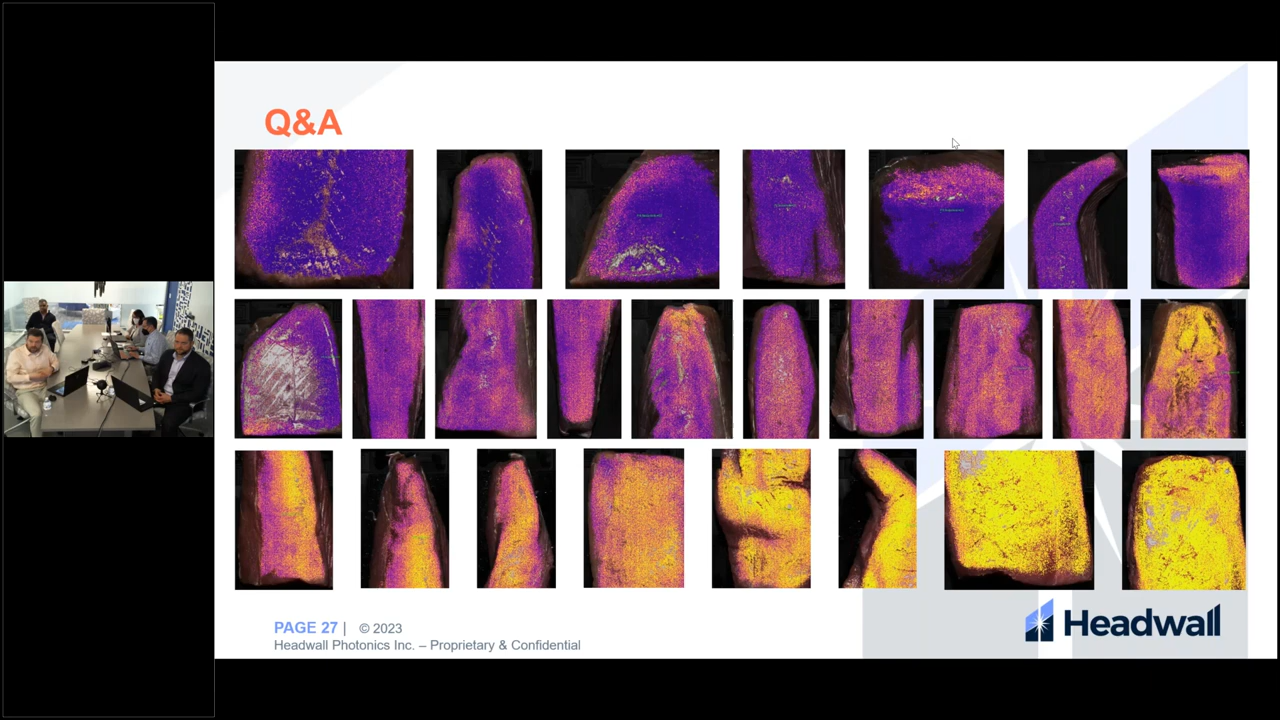 Q&A
PAGE 27 | © 2023
Headwall Photonics Inc. – Proprietary & Confidential
Headwall